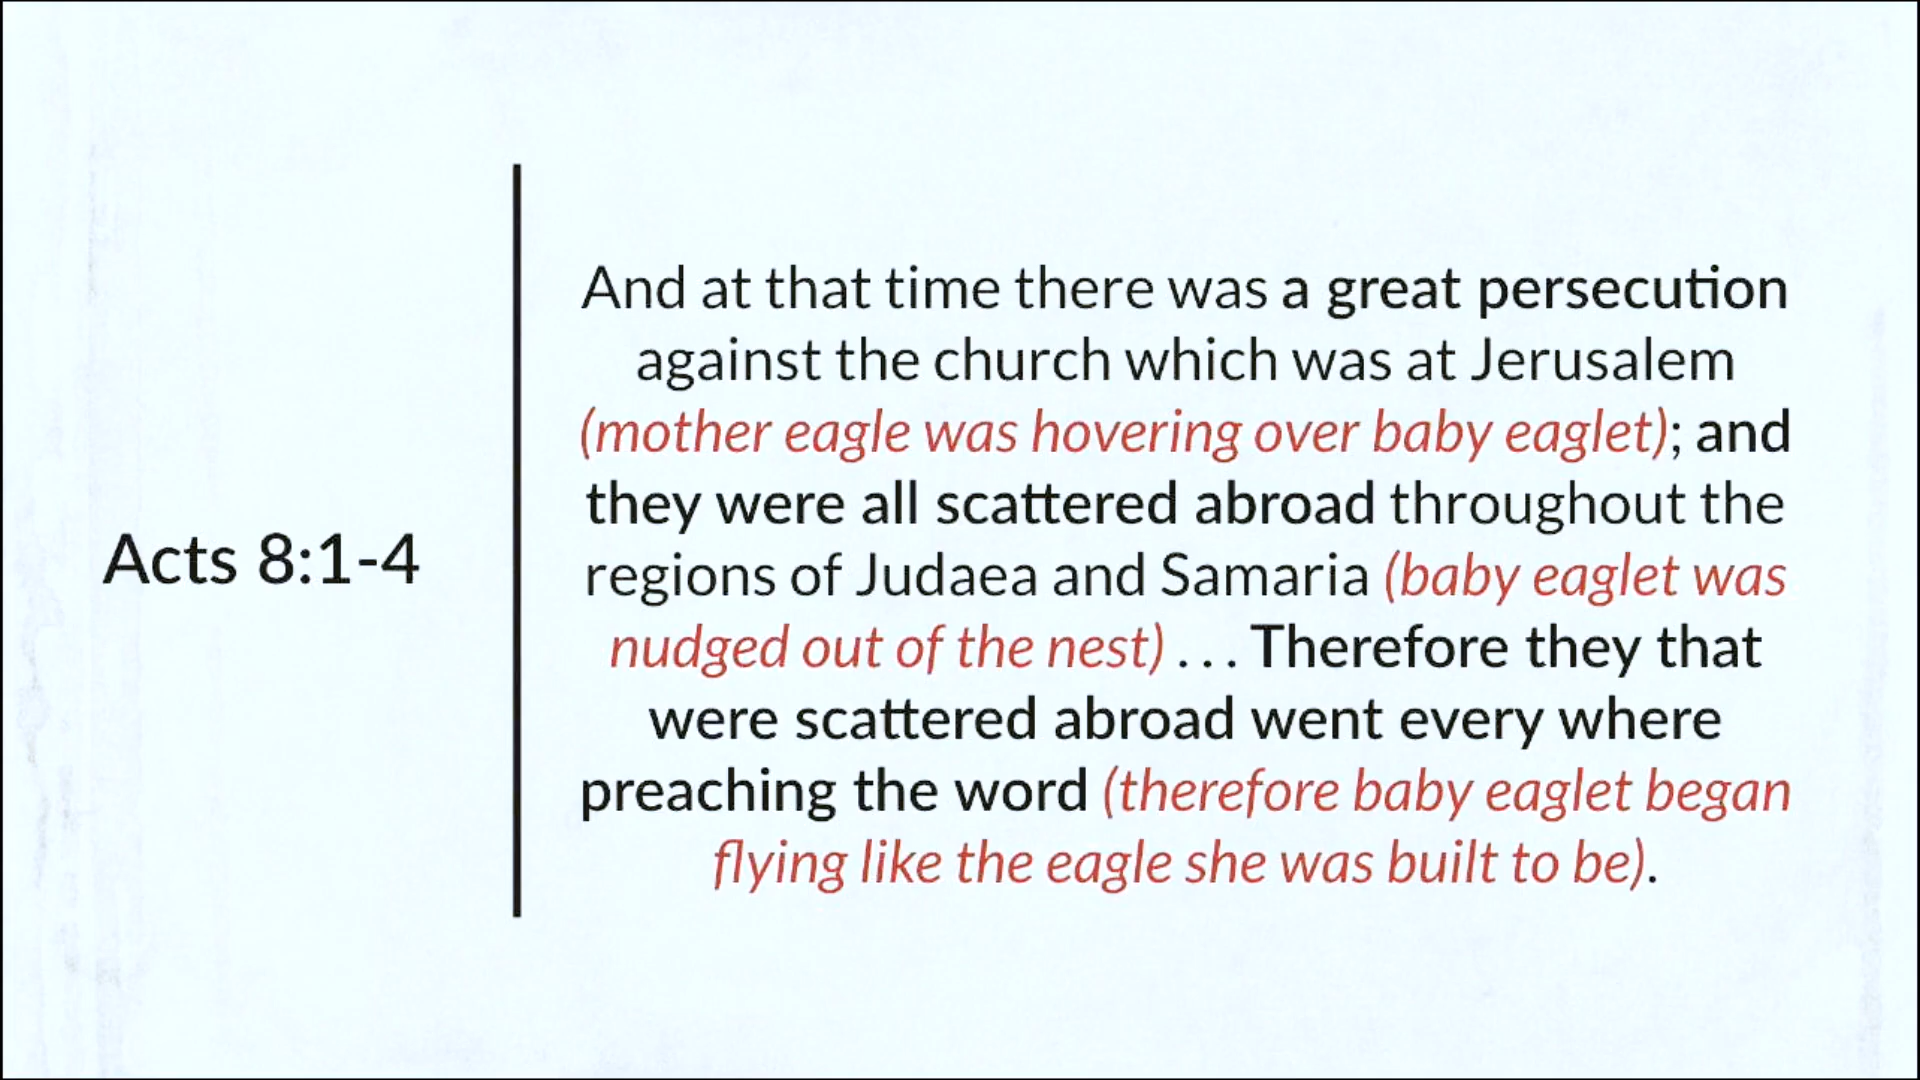 Acts 8:1-4
And at that time there was a great persecution
against the church which was at Jerusalem
(mother eagle was hovering over baby eaglet); and
they were all scattered abroad throughout the
regions of Judaea and Samaria (baby eaglet was
nudged out of the nest) . . . Therefore they that
were scattered abroad went every where
preaching the word (therefore baby eaglet began
flying like the eagle she was built to be).